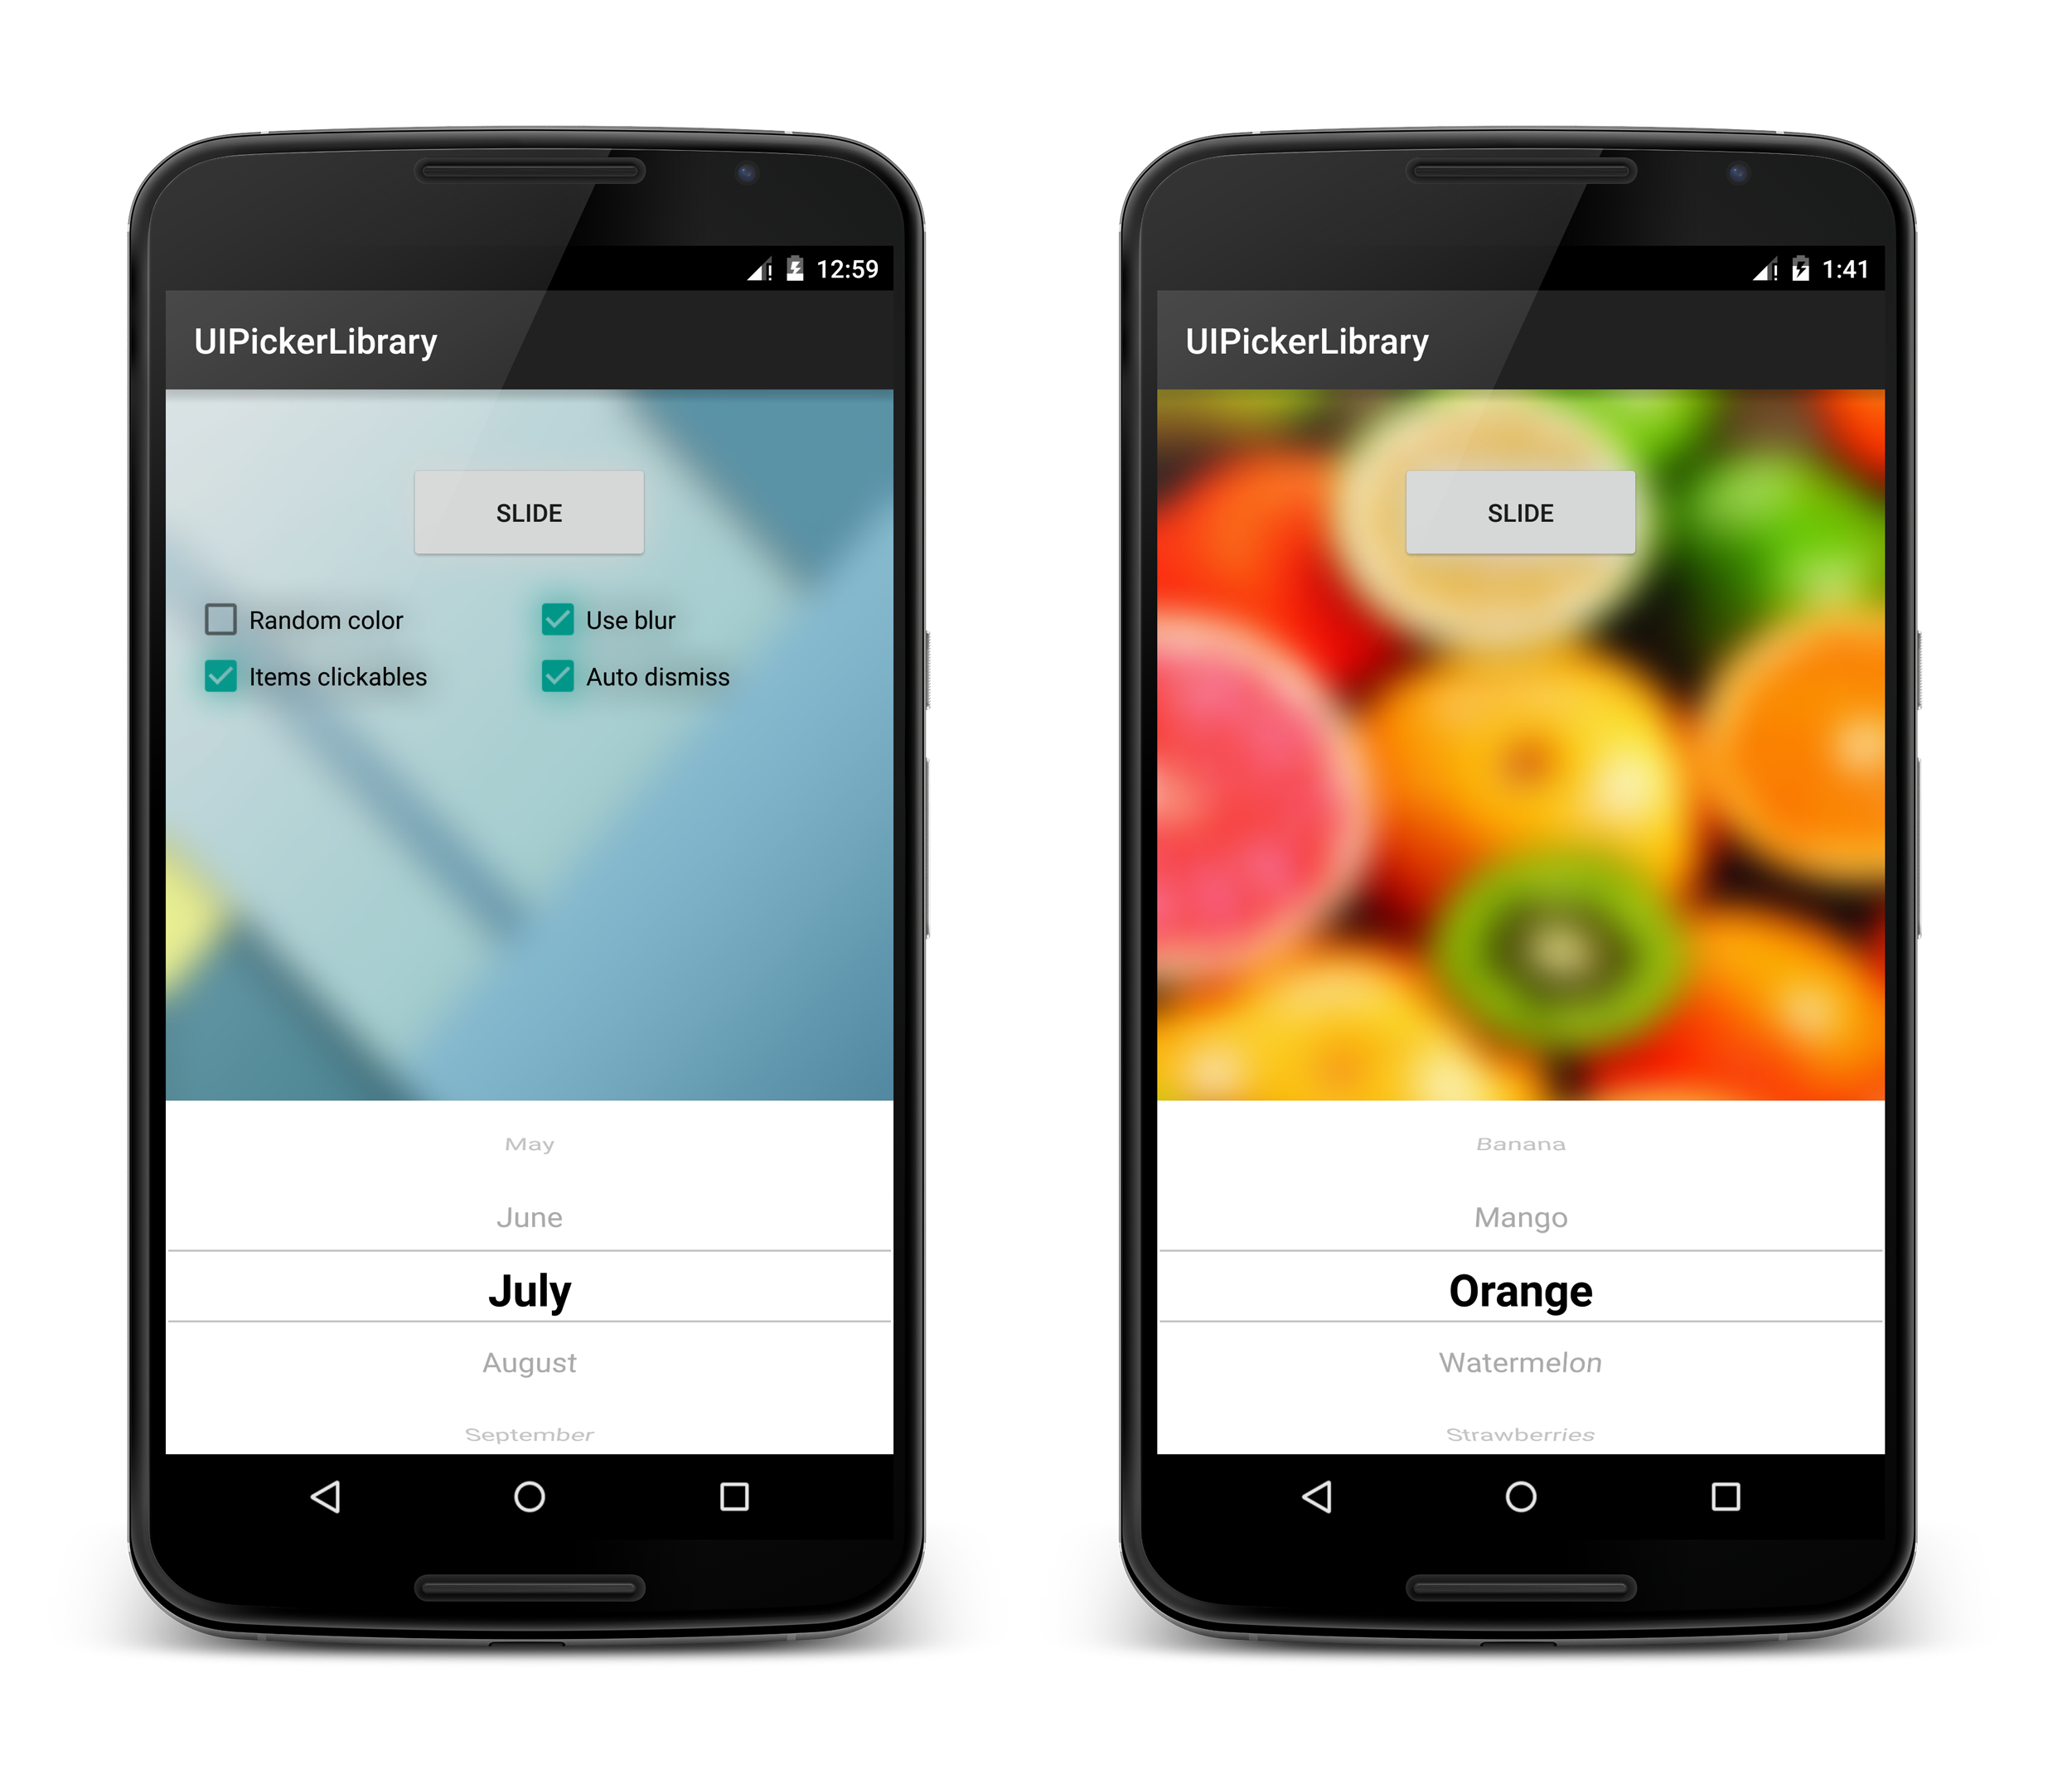 12:59
UIPickerLibrary
SLIDE
Random color
Use blur
Items clickables
Auto dismiss
May
June
July
August
September
1:41
UIPickerLibrary
SLIDE
Banana
Mango
Orange
Watermelon
Strawberries